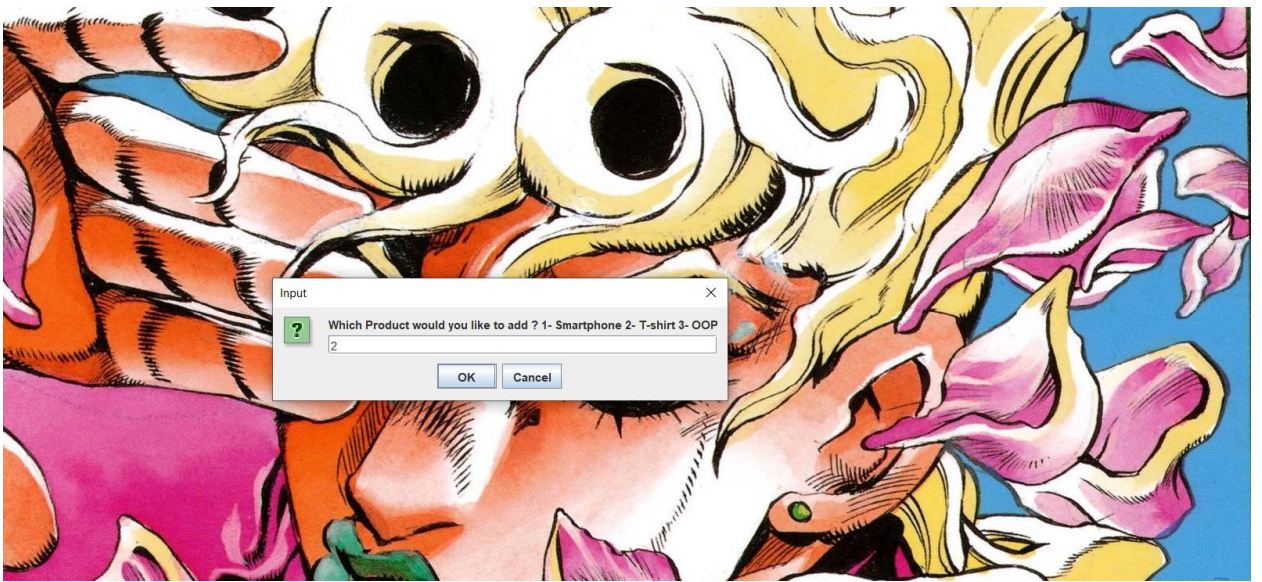 Input
Which Product would you like to add ? 1- Smartphone 2- T-shirt 3- OOP
2
OK Cancel